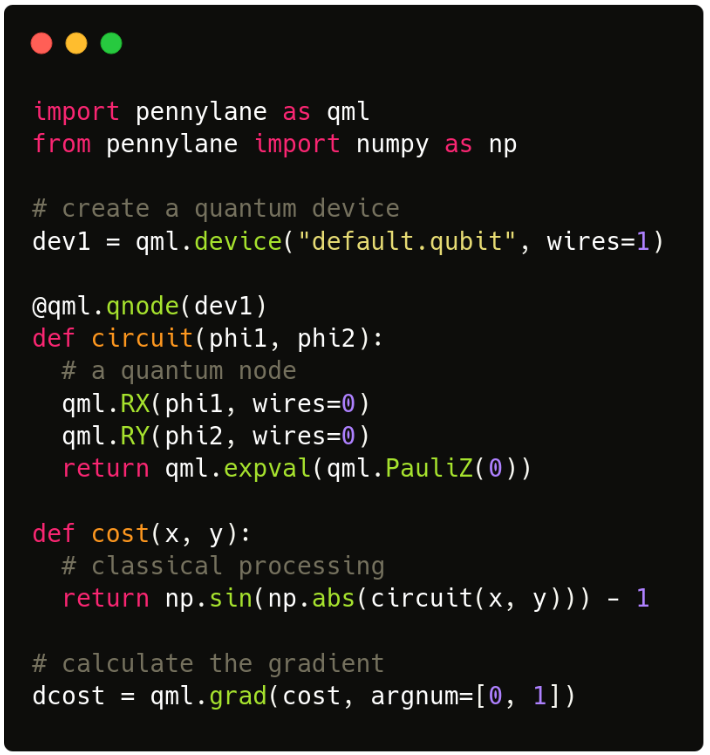 import pennylane as qml
from pennylane import numpy as np

# create a quantum device
dev1 = qml.device("default.qubit", wires=1)

@qml.qnode(dev1)
def circuit(phi1, phi2):
  # a quantum node
  qml.RX(phi1, wires=0)
  qml.RY(phi2, wires=0)
  return qml.expval(qml.PauliZ(0))

def cost(x, y):
  # classical processing
  return np.sin(np.abs(circuit(x, y))) - 1

# calculate the gradient
dcost = qml.grad(cost, argnum=[0, 1])